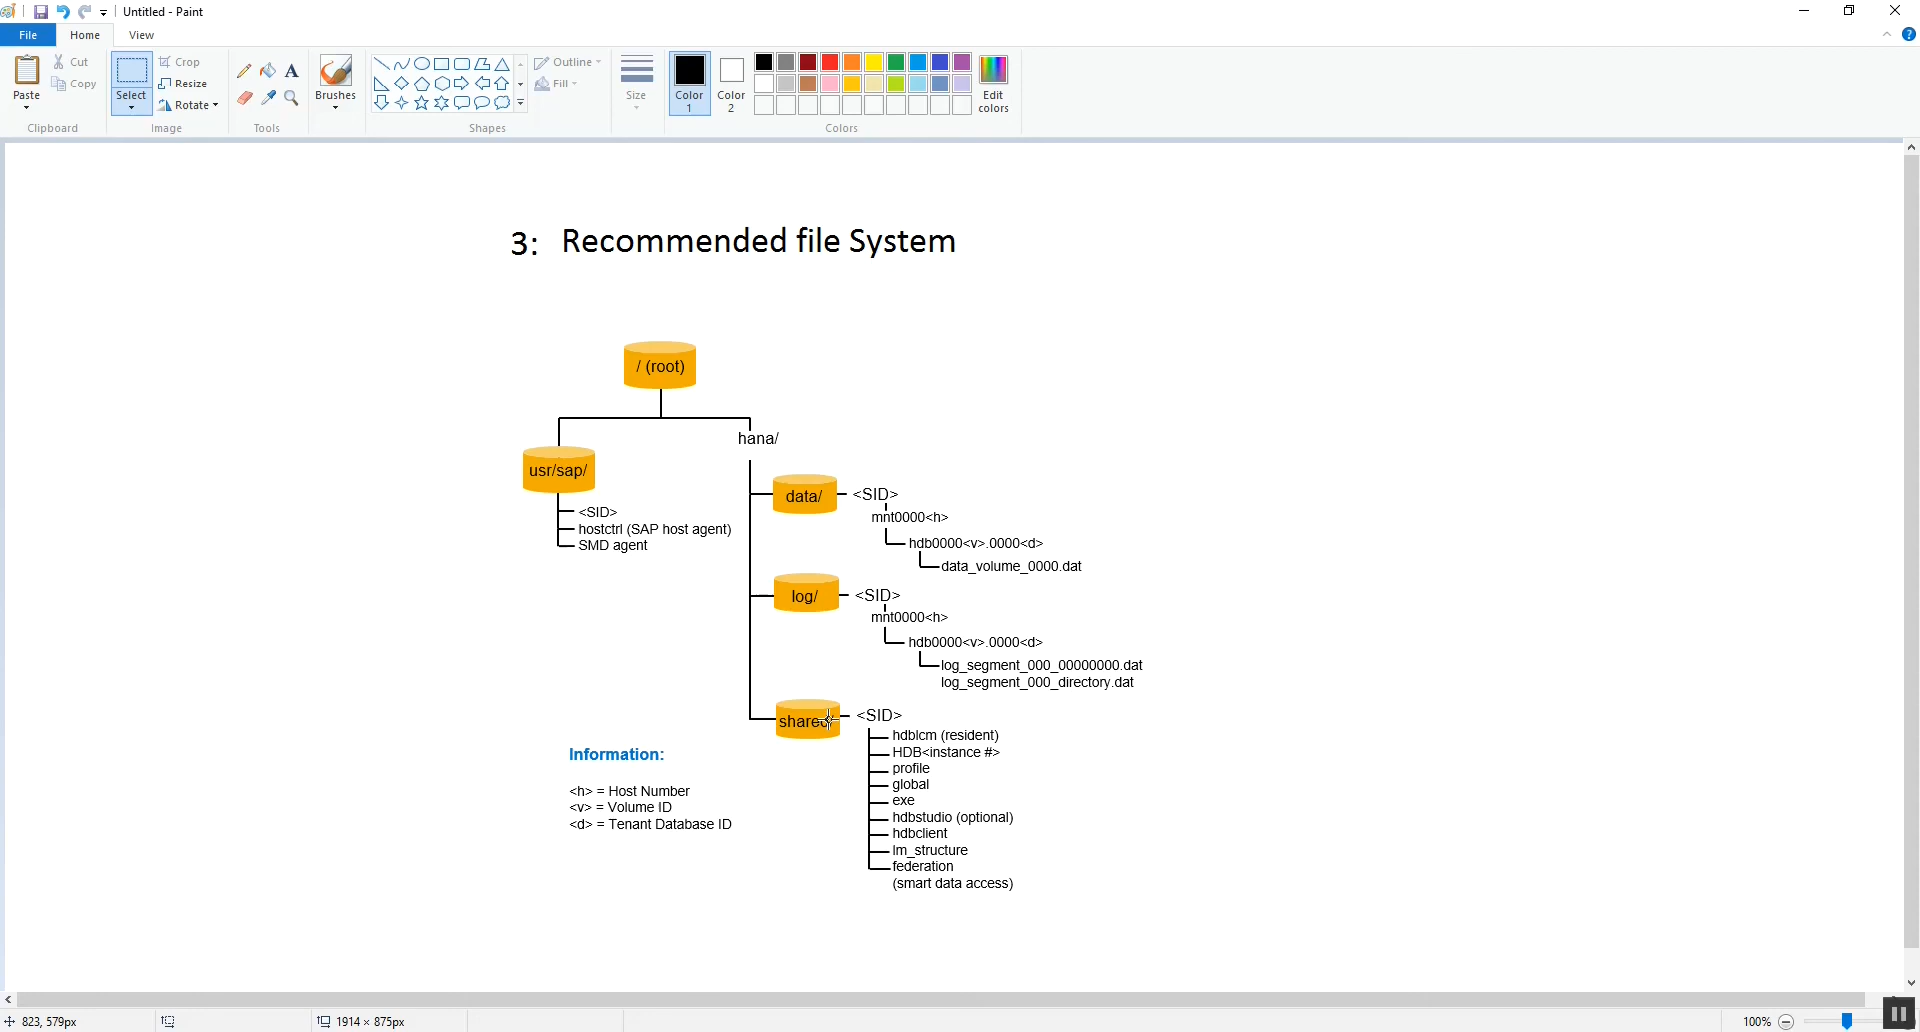 Untitled - Paint
File
Home
View
Paste
Cut
Copy
Clipboard
Select
Crop
Resize
Rotate
Image
Tools
Brushes
Shapes
Outline
Fill
Size
Color
1
Color
2
Edit
colors
Colors
3: Recommended file System
/ (root)
hana/
usr/sap/
<SID>
hostctrl (SAP host agent)
SMD agent
data/
<SID>
mnt0000<h>
hdb0000<v>.0000<d>
data_volume_0000.dat
log/
<SID>
mnt0000<h>
hdb0000<v>.0000<d>
log_segment_000_00000000.dat
log_segment_000_directory.dat
shared/
<SID>
hdblcm (resident)
HDB<instance #>
profile
global
exe
hdbstudio (optional)
hdbclient
lm_structure
federation
(smart data access)
Information:
<h> = Host Number
<v> = Volume ID
<d> = Tenant Database ID
823, 579px
1914 × 875px
100%